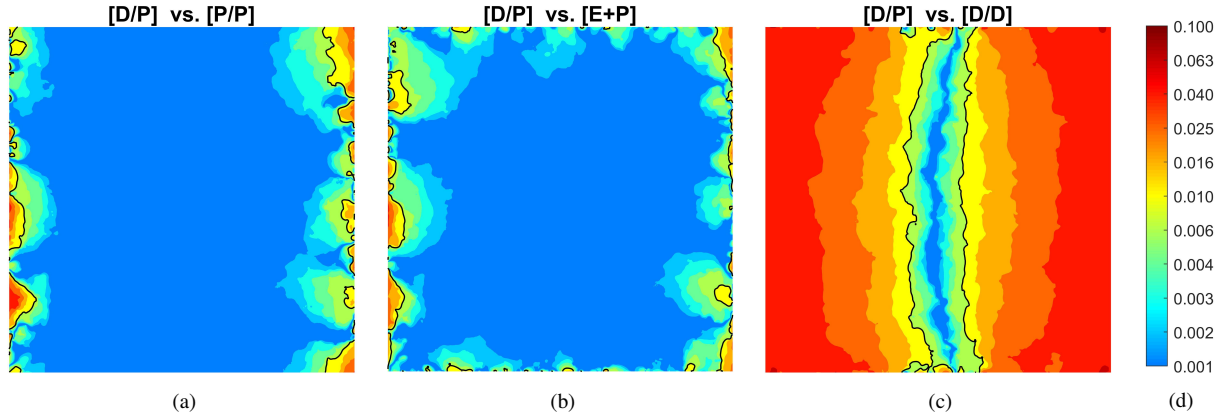 [D/P] vs. [P/P]
[D/P] vs. [E+P]
[D/P] vs. [D/D]
0.100
0.063
0.040
0.025
0.016
0.010
0.006
0.004
0.003
0.002
0.001
(a)
(b)
(c)
(d)